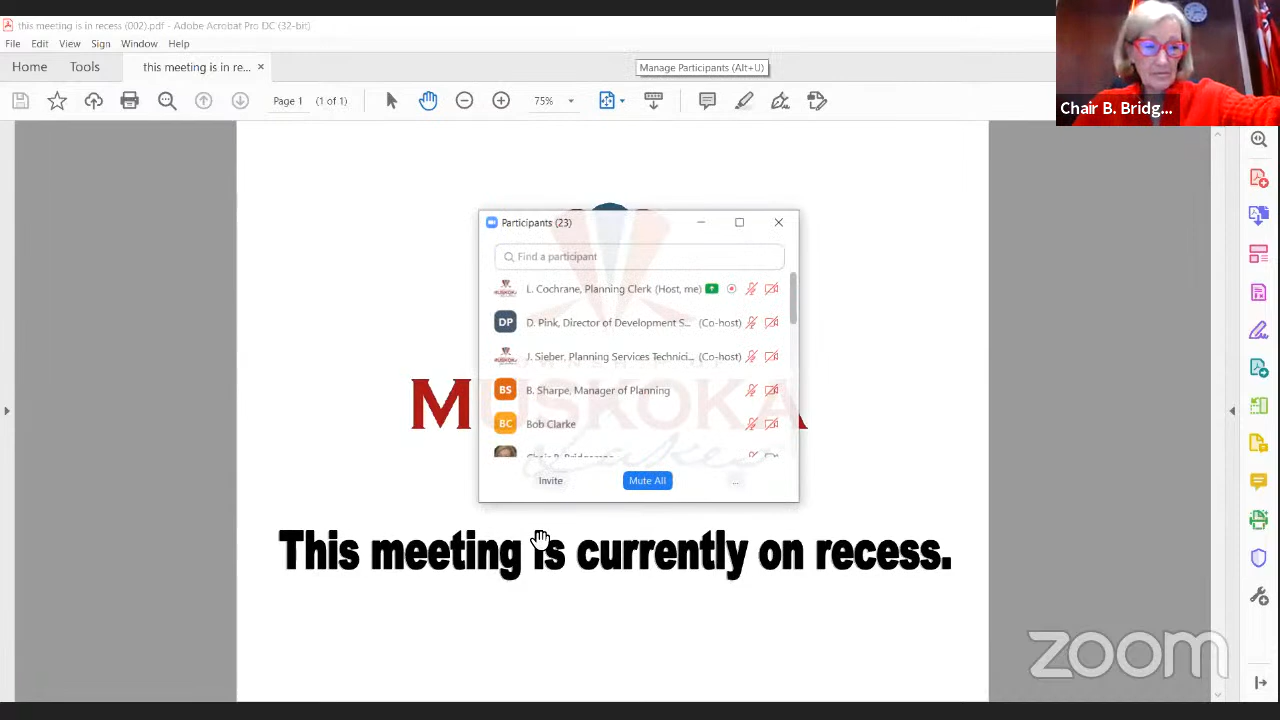 this meeting is in recess (002).pdf - Adobe Acrobat Pro DC (32-bit)
File Edit View Sign Window Help
Home Tools this meeting is in re... ×
Manage Participants (Alt+U)
Page 1 (1 of 1) 75%
Chair B. Bridg...
Participants (23)
Find a participant
L. Cochrane, Planning Clerk (Host, me)
DP D. Pink, Director of Development S... (Co-host)
J. Sieber, Planning Services Technici... (Co-host)
BS B. Sharpe, Manager of Planning
BC Bob Clarke
Chair B. Bridgeman
Invite Mute All ...
MUSKOKA
Lakes
This meeting is currently on recess.
zoom